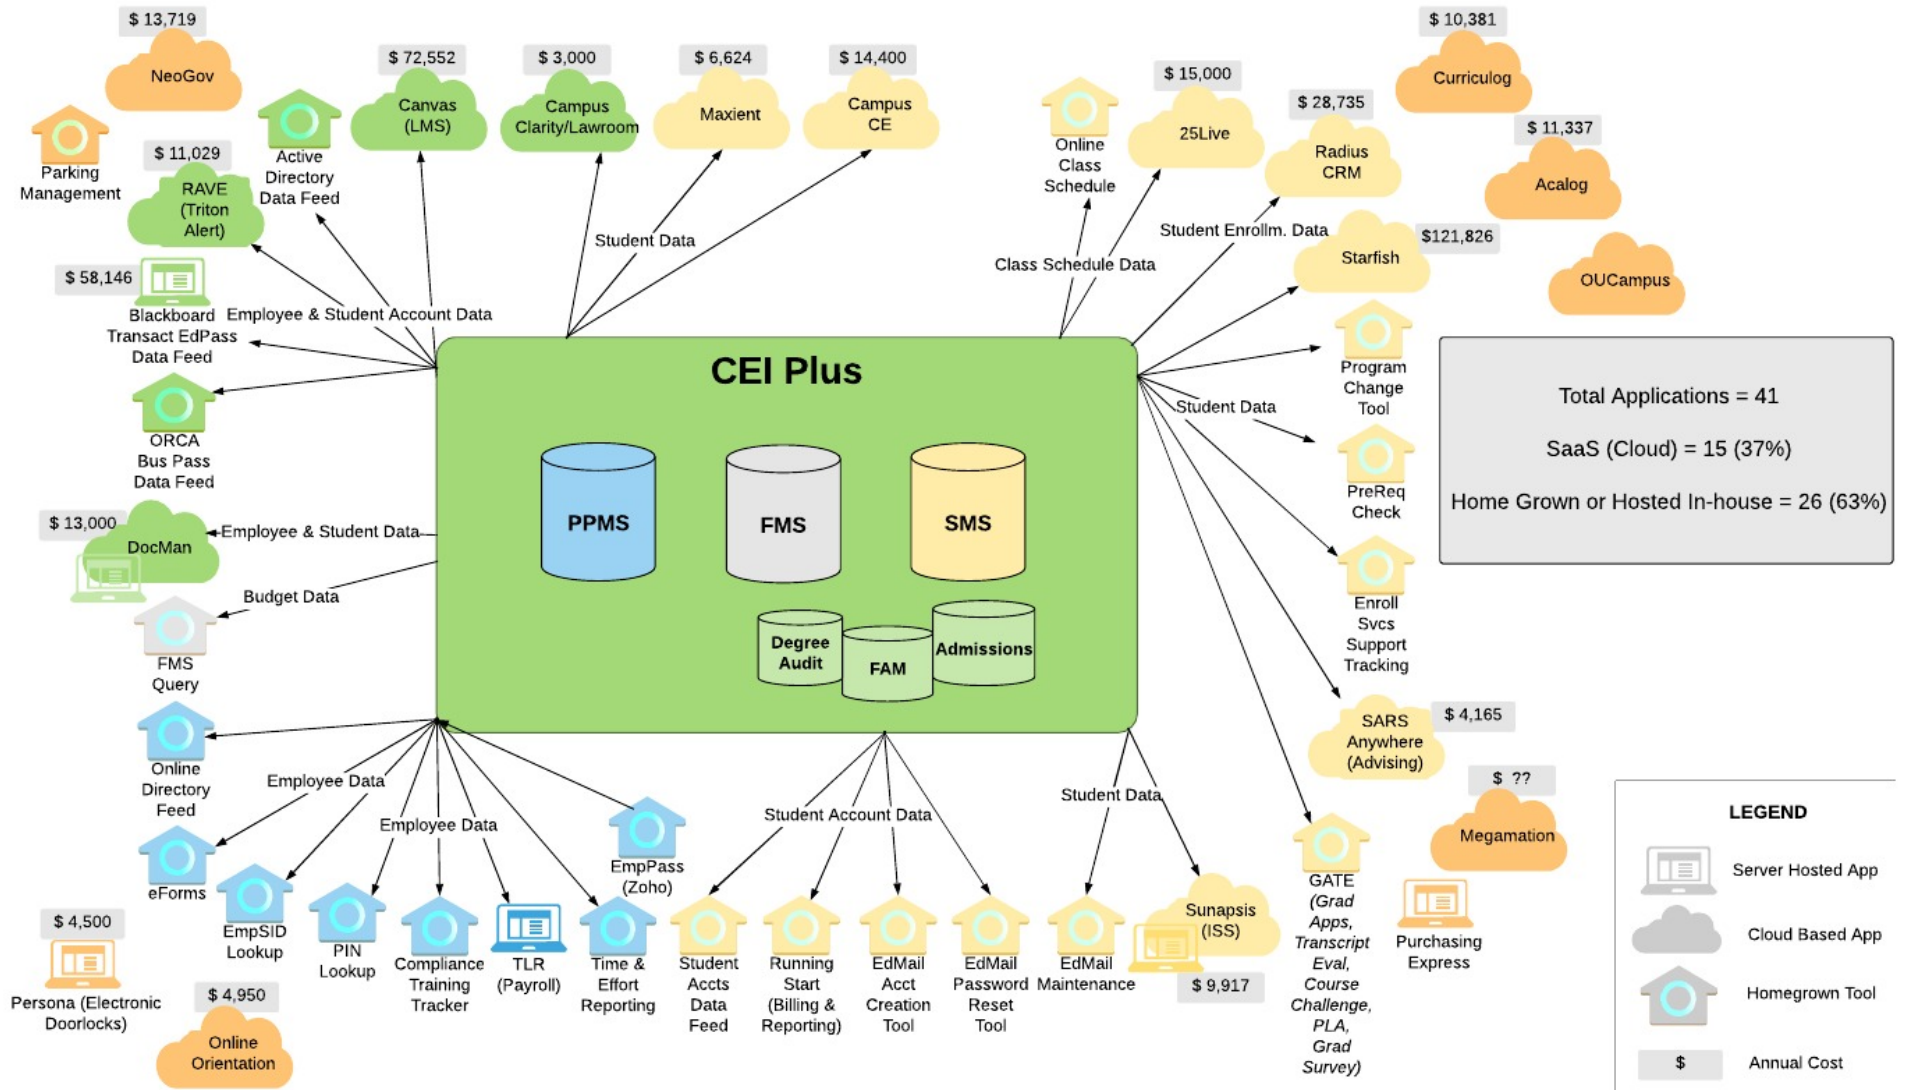 $ 13,719
NeoGov
Parking
Management
$ 11,029
RAVE
(Triton
Alert)
Active
Directory
Data Feed
$ 72,552
Canvas
(LMS)
$ 3,000
Campus
Clarity/Lawroom
$ 6,624
Maxient
$ 14,400
Campus
CE
Student Data
Online
Class
Schedule
$ 15,000
25Live
Class Schedule Data
$ 28,735
Radius
CRM
Student Enrollm. Data
$ 10,381
Curriculog
$ 11,337
Acalog
OUCampus
$121,826
Starfish
$ 58,146
Blackboard
Transact EdPass
Data Feed
Employee & Student Account Data
ORCA
Bus Pass
Data Feed
$ 13,000
DocMan
Employee & Student Data
Budget Data
FMS
Query
CEI Plus
PPMS
FMS
SMS
Degree
Audit
FAM
Admissions
Program
Change
Tool
Student Data
PreReq
Check
Enroll
Svcs
Support
Tracking
Total Applications = 41
SaaS (Cloud) = 15 (37%)
Home Grown or Hosted In-house = 26 (63%)
SARS
Anywhere
(Advising)
$ 4,165
$ ??
Megamation
Online
Directory
Feed
Employee Data
eForms
EmpSID
Lookup
PIN
Lookup
Employee Data
Compliance
Training
Tracker
TLR
(Payroll)
Time &
Effort
Reporting
EmpPass
(Zoho)
Student Account Data
Student
Accts
Data
Feed
Running
Start
(Billing &
Reporting)
EdMail
Acct
Creation
Tool
EdMail
Password
Reset
Tool
Student Data
EdMail
Maintenance
Sunapsis
(ISS)
$ 9,917
GATE
(Grad
Apps,
Transcript
Eval,
Course
Challenge,
PLA,
Grad
Survey)
Purchasing
Express
$ 4,500
Persona (Electronic
Doorlocks)
$ 4,950
Online
Orientation
LEGEND
Server Hosted App
Cloud Based App
Homegrown Tool
$
Annual Cost